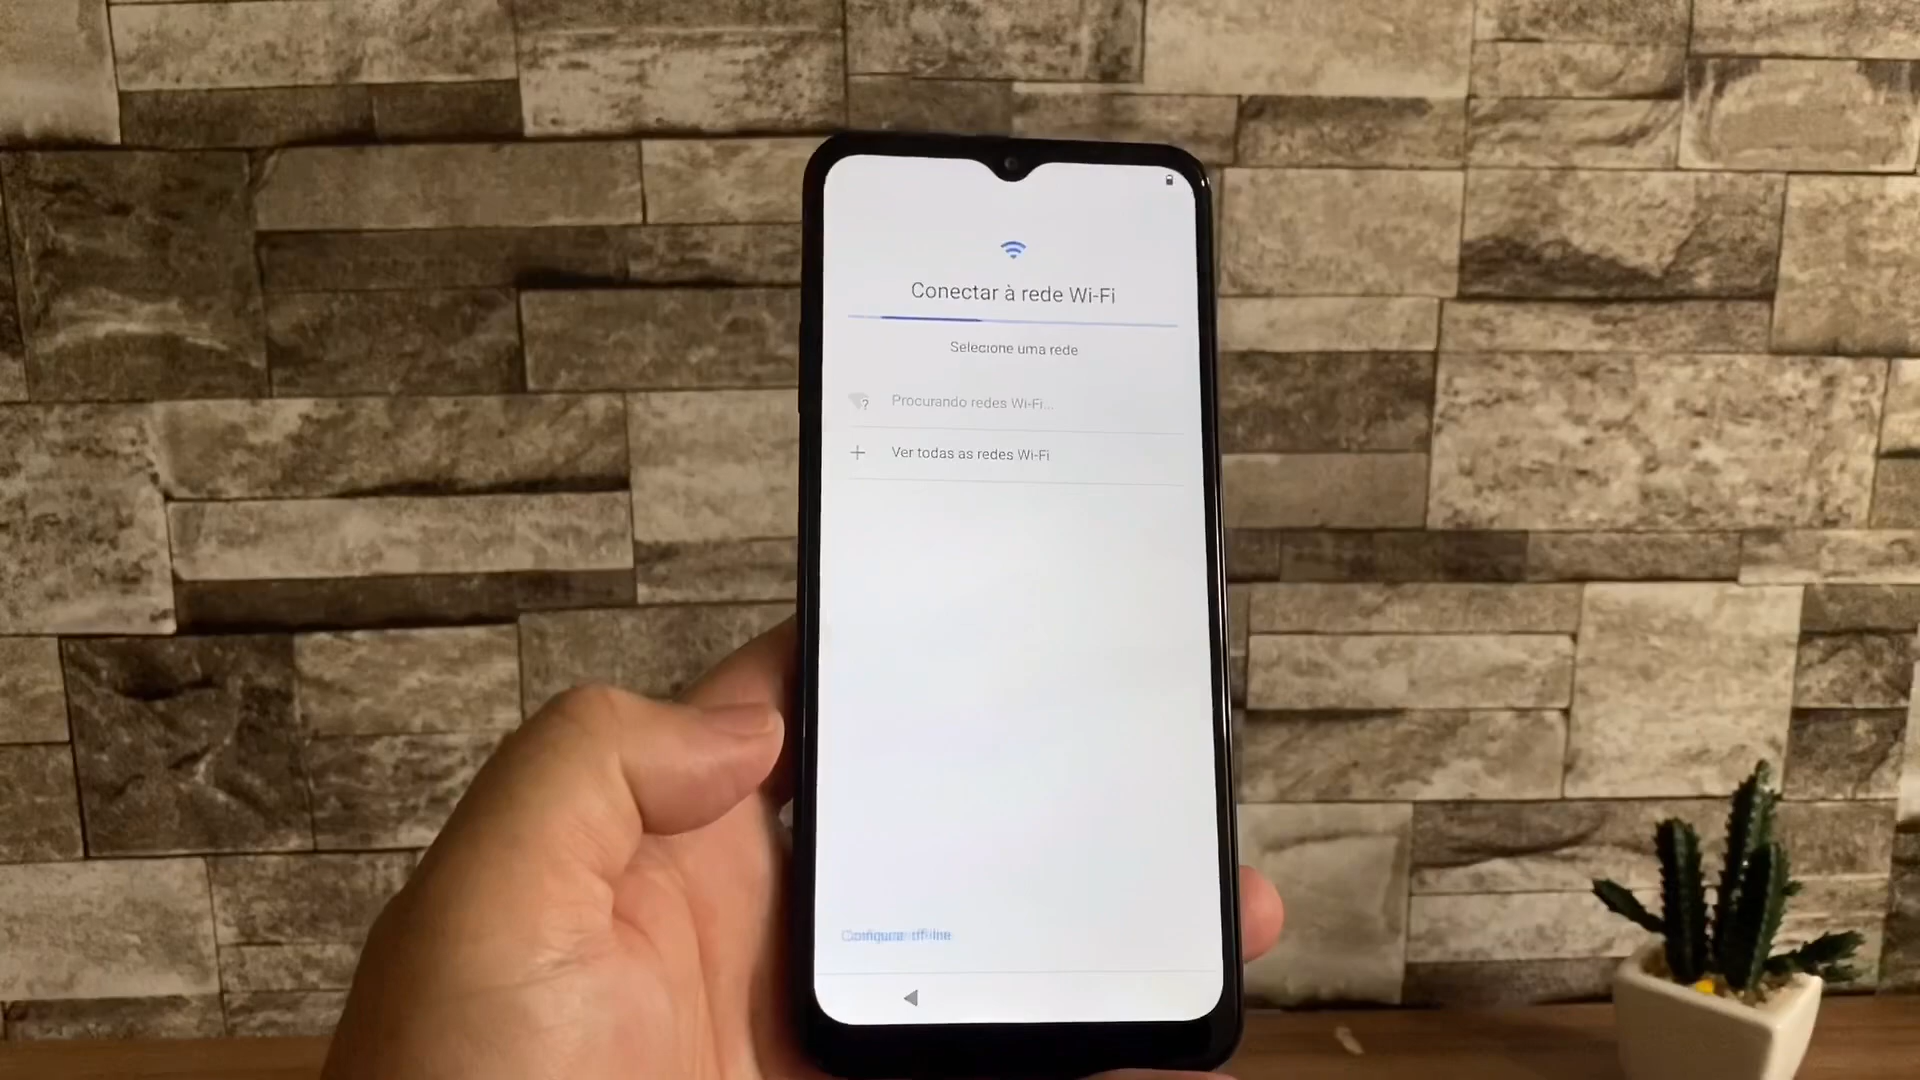 Conectar à rede Wi-Fi
Selecione uma rede
?
Procurando redes Wi-Fi...
Ver todas as redes Wi-Fi